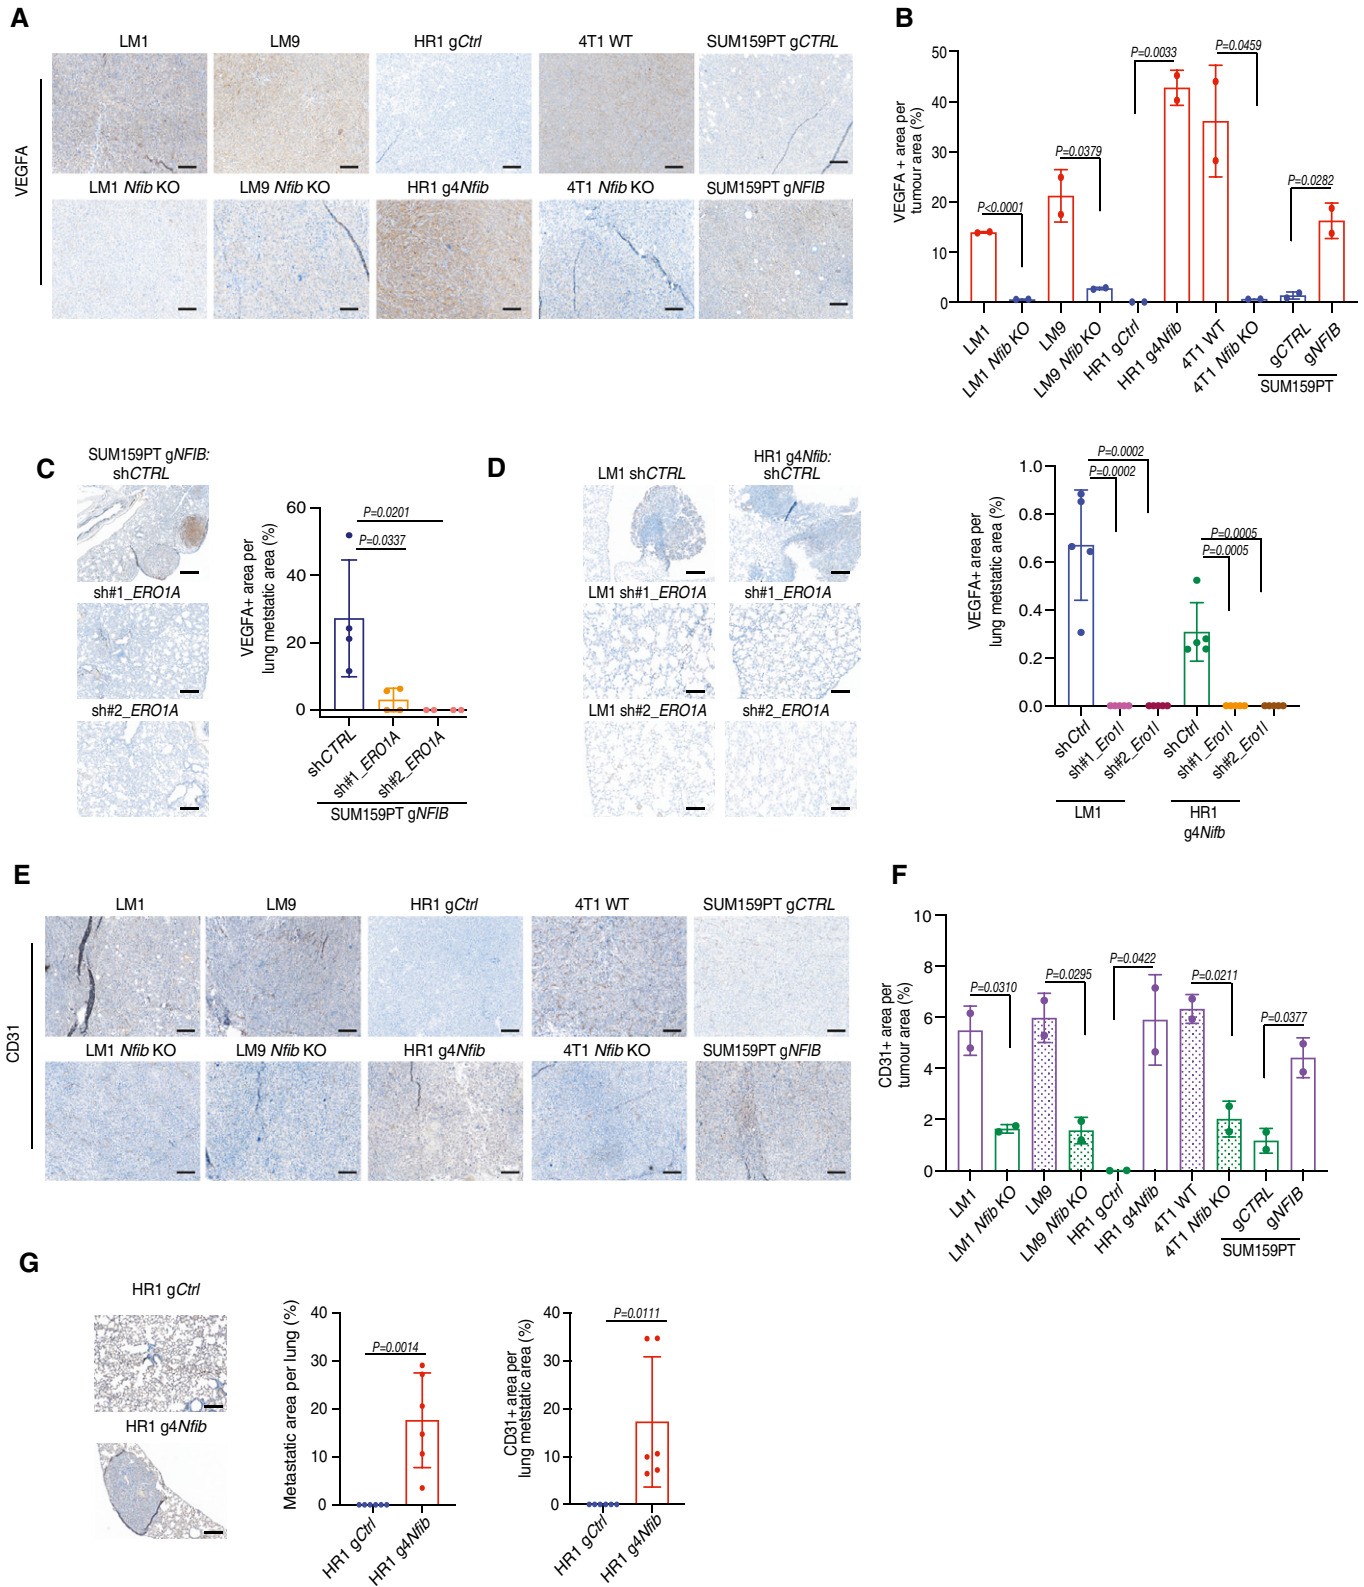 A
LM1 LM9 HR1 gCtrl 4T1 WT SUM159PT gCTRL
VEGFA
LM1 Nfib KO LM9 Nfib KO HR1 g4Nfib 4T1 Nfib KO SUM159PT gNFIB
B
VEGFA + area per
tumour area (%)
50
40
30
20
10
0
P<0.0001
P=0.0379
P=0.0033
P=0.0459
P=0.0282
LM1
LM1 Nfib KO
LM9
LM9 Nfib KO
HR1 gCtrl
HR1 g4Nfib
4T1 WT
4T1 Nfib KO
gCTRL
gNFIB
SUM159PT
C
SUM159PT gNFIB:
shCTRL
sh#1_ERO1A
sh#2_ERO1A
VEGFA+ area per
lung metstatic area (%)
60
40
20
0
P=0.0201
P=0.0337
shCTRL
sh#1_ERO1A
sh#2_ERO1A
SUM159PT gNFIB
D
LM1 shCTRL
HR1 g4Nfib:
shCTRL
LM1 sh#1_ERO1A sh#1_ERO1A
LM1 sh#2_ERO1A sh#2_ERO1A
VEGFA+ area per
lung metstatic area (%)
1.0
0.8
0.6
0.4
0.2
0.0
P=0.0002
P=0.0002
P=0.0005
P=0.0005
shCtrl
sh#1_Ero1l
sh#2_Ero1l
shCtrl
sh#1_Ero1l
sh#2_Ero1l
LM1
HR1
g4Nifb
E
LM1 LM9 HR1 gCtrl 4T1 WT SUM159PT gCTRL
CD31
LM1 Nfib KO LM9 Nfib KO HR1 g4Nfib 4T1 Nfib KO SUM159PT gNFIB
F
CD31+ area per
tumour area (%)
10
8
6
4
2
0
P=0.0310
P=0.0295
P=0.0422
P=0.0211
P=0.0377
LM1
LM1 Nfib KO
LM9
LM9 Nfib KO
HR1 gCtrl
HR1 g4Nfib
4T1 WT
4T1 Nfib KO
gCTRL
gNFIB
SUM159PT
G
HR1 gCtrl
HR1 g4Nfib
Metastatic area per lung (%)
40
30
20
10
0
P=0.0014
HR1 gCtrl
HR1 g4Nfib
CD31+ area per
lung metstatic area (%)
40
30
20
10
0
P=0.0111
HR1 gCtrl
HR1 g4Nfib